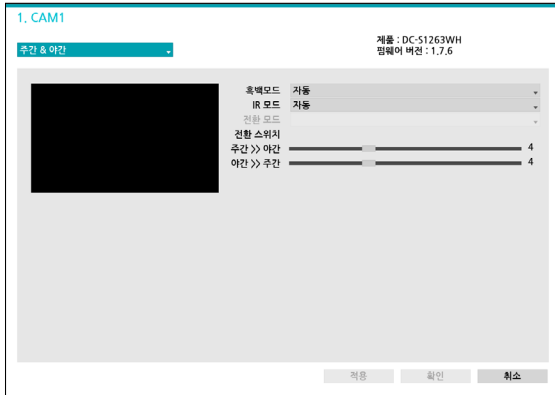 1. CAM1
주간 & 야간
제품 : DC-S1263WH
펌웨어 버전 : 1.7.6
흑백모드 자동
IR 모드 자동
전환 모드
전환 스위치
주간 >> 야간 4
야간 >> 주간 4
적용 확인 취소